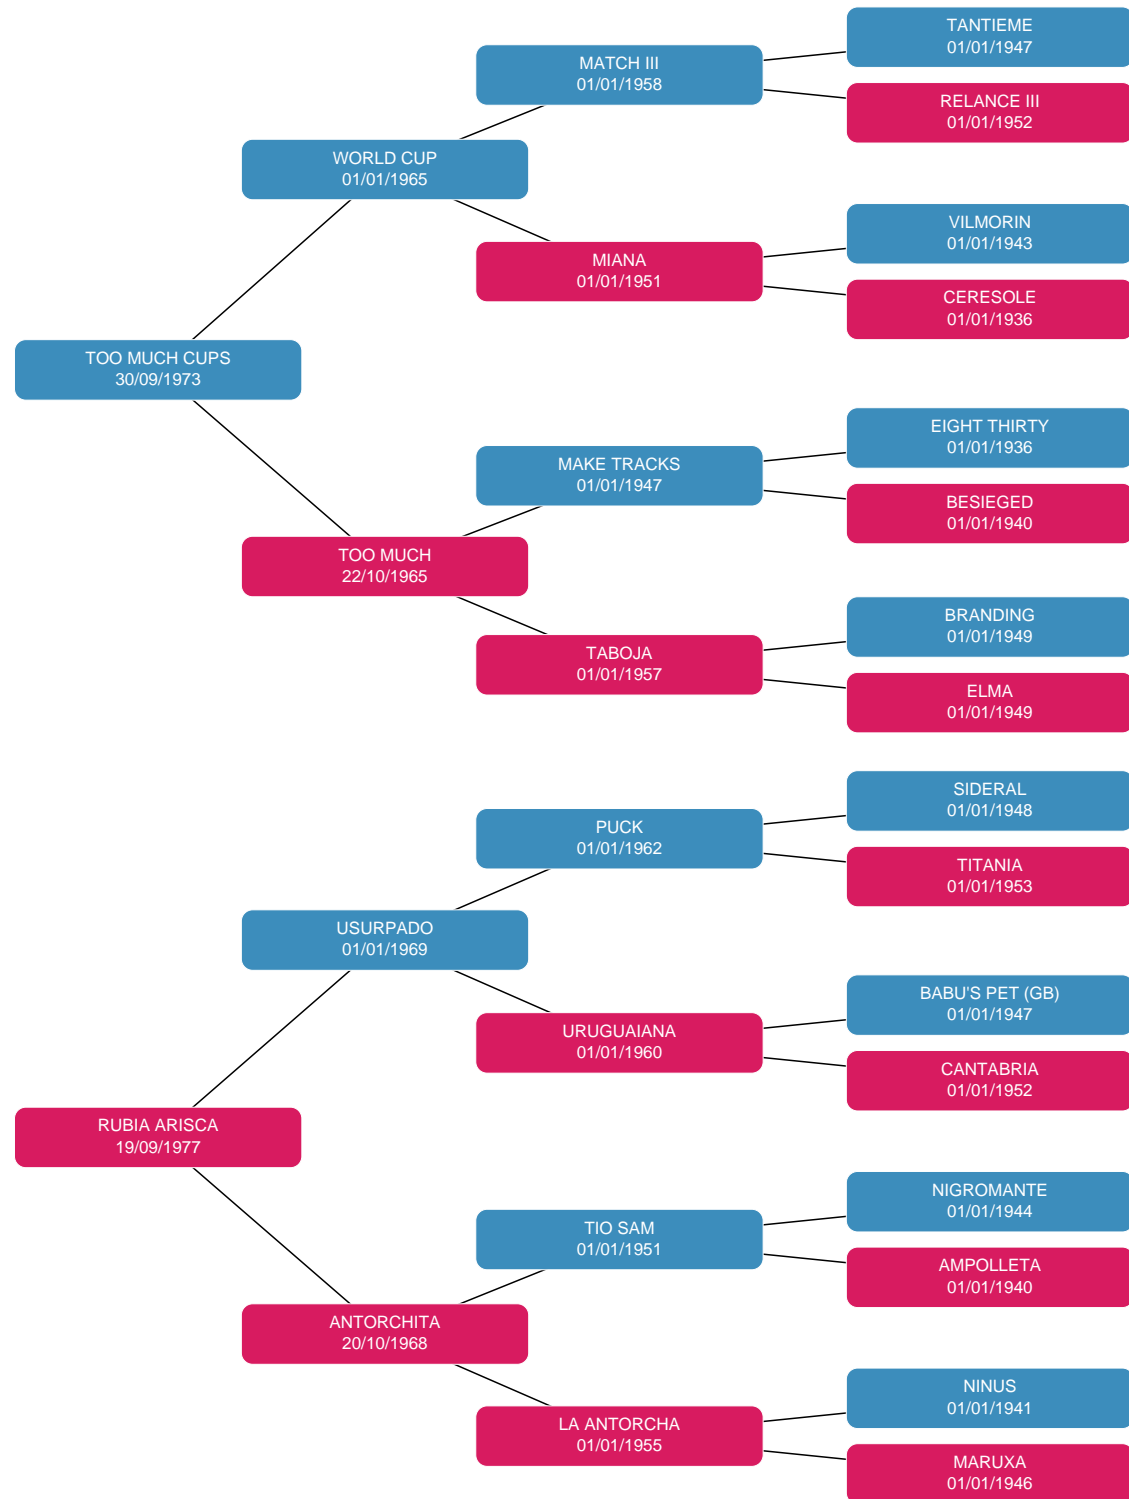 TANTIEME
01/01/1947
MATCH III
01/01/1958
RELANCE III
01/01/1952
WORLD CUP
01/01/1965
VILMORIN
01/01/1943
MIANA
01/01/1951
CERESOLE
01/01/1936
TOO MUCH CUPS
30/09/1973
EIGHT THIRTY
01/01/1936
MAKE TRACKS
01/01/1947
BESIEGED
01/01/1940
TOO MUCH
22/10/1965
BRANDING
01/01/1949
TABOJA
01/01/1957
ELMA
01/01/1949
SIDERAL
01/01/1948
PUCK
01/01/1962
TITANIA
01/01/1953
USURPADO
01/01/1969
BABU'S PET (GB)
01/01/1947
URUGUAIANA
01/01/1960
CANTABRIA
01/01/1952
RUBIA ARISCA
19/09/1977
NIGROMANTE
01/01/1944
TIO SAM
01/01/1951
AMPOLLETA
01/01/1940
ANTORCHITA
20/10/1968
NINUS
01/01/1941
LA ANTORCHA
01/01/1955
MARUXA
01/01/1946